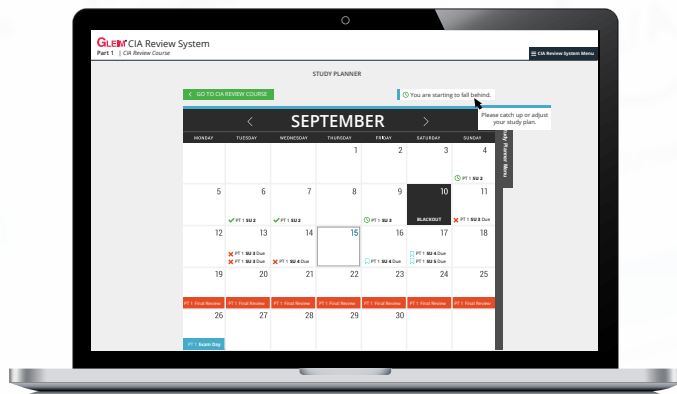 GLEIM CIA Review System
Part 1 | CIA Review Course
CIA Review System Menu
STUDY PLANNER
GO TO CIA REVIEW COURSE
You are starting to fall behind.
Please catch up or adjust
your study plan.
SEPTEMBER
Study Planner Menu
MONDAY TUESDAY WEDNESDAY THURSDAY FRIDAY SATURDAY SUNDAY
1 2 3 4
PT 1 SU 2
5 6 7 8 9 10 11
PT 1 SU 2 PT 1 SU 2 PT 1 SU 3 BLACKOUT PT 1 SU 3 Due
12 13 14 15 16 17 18
PT 1 SU 3 Due PT 1 SU 4 Due
PT 1 SU 3 Due PT 1 SU 4 Due PT 1 SU 4 Due PT 1 SU 5 Due
19 20 21 22 23 24 25
PT 1 Final Review PT 1 Final Review PT 1 Final Review PT 1 Final Review PT 1 Final Review PT 1 Final Review PT 1 Final Review
26 27 28 29 30
PT 1 Exam Day